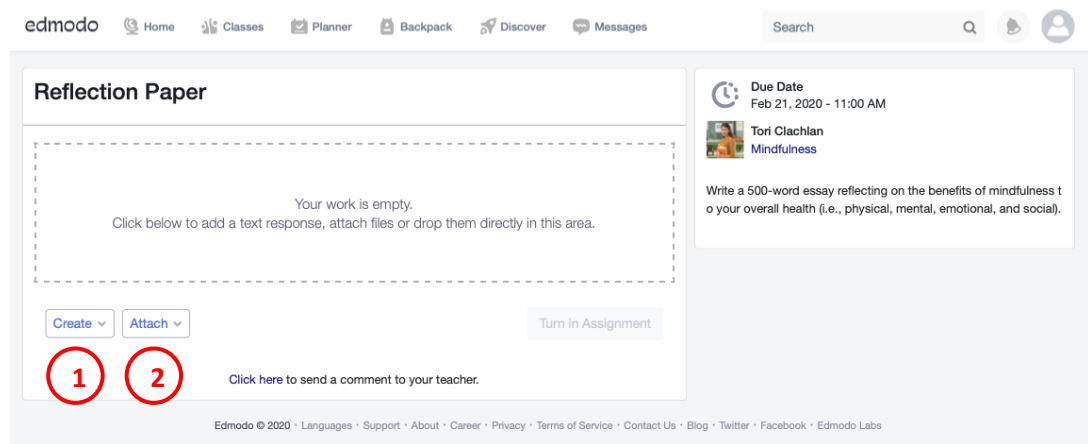 edmodo Home Classes Planner Backpack Discover Messages Search
Reflection Paper
Your work is empty.
Click below to add a text response, attach files or drop them directly in this area.
Create Attach Turn in Assignment
1 2
Click here to send a comment to your teacher.
Due Date
Feb 21, 2020 - 11:00 AM
Tori Clachlan
Mindfulness
Write a 500-word essay reflecting on the benefits of mindfulness t
o your overall health (i.e., physical, mental, emotional, and social).
Edmodo © 2020 · Languages · Support · About · Career · Privacy · Terms of Service · Contact Us · Blog · Twitter · Facebook · Edmodo Labs